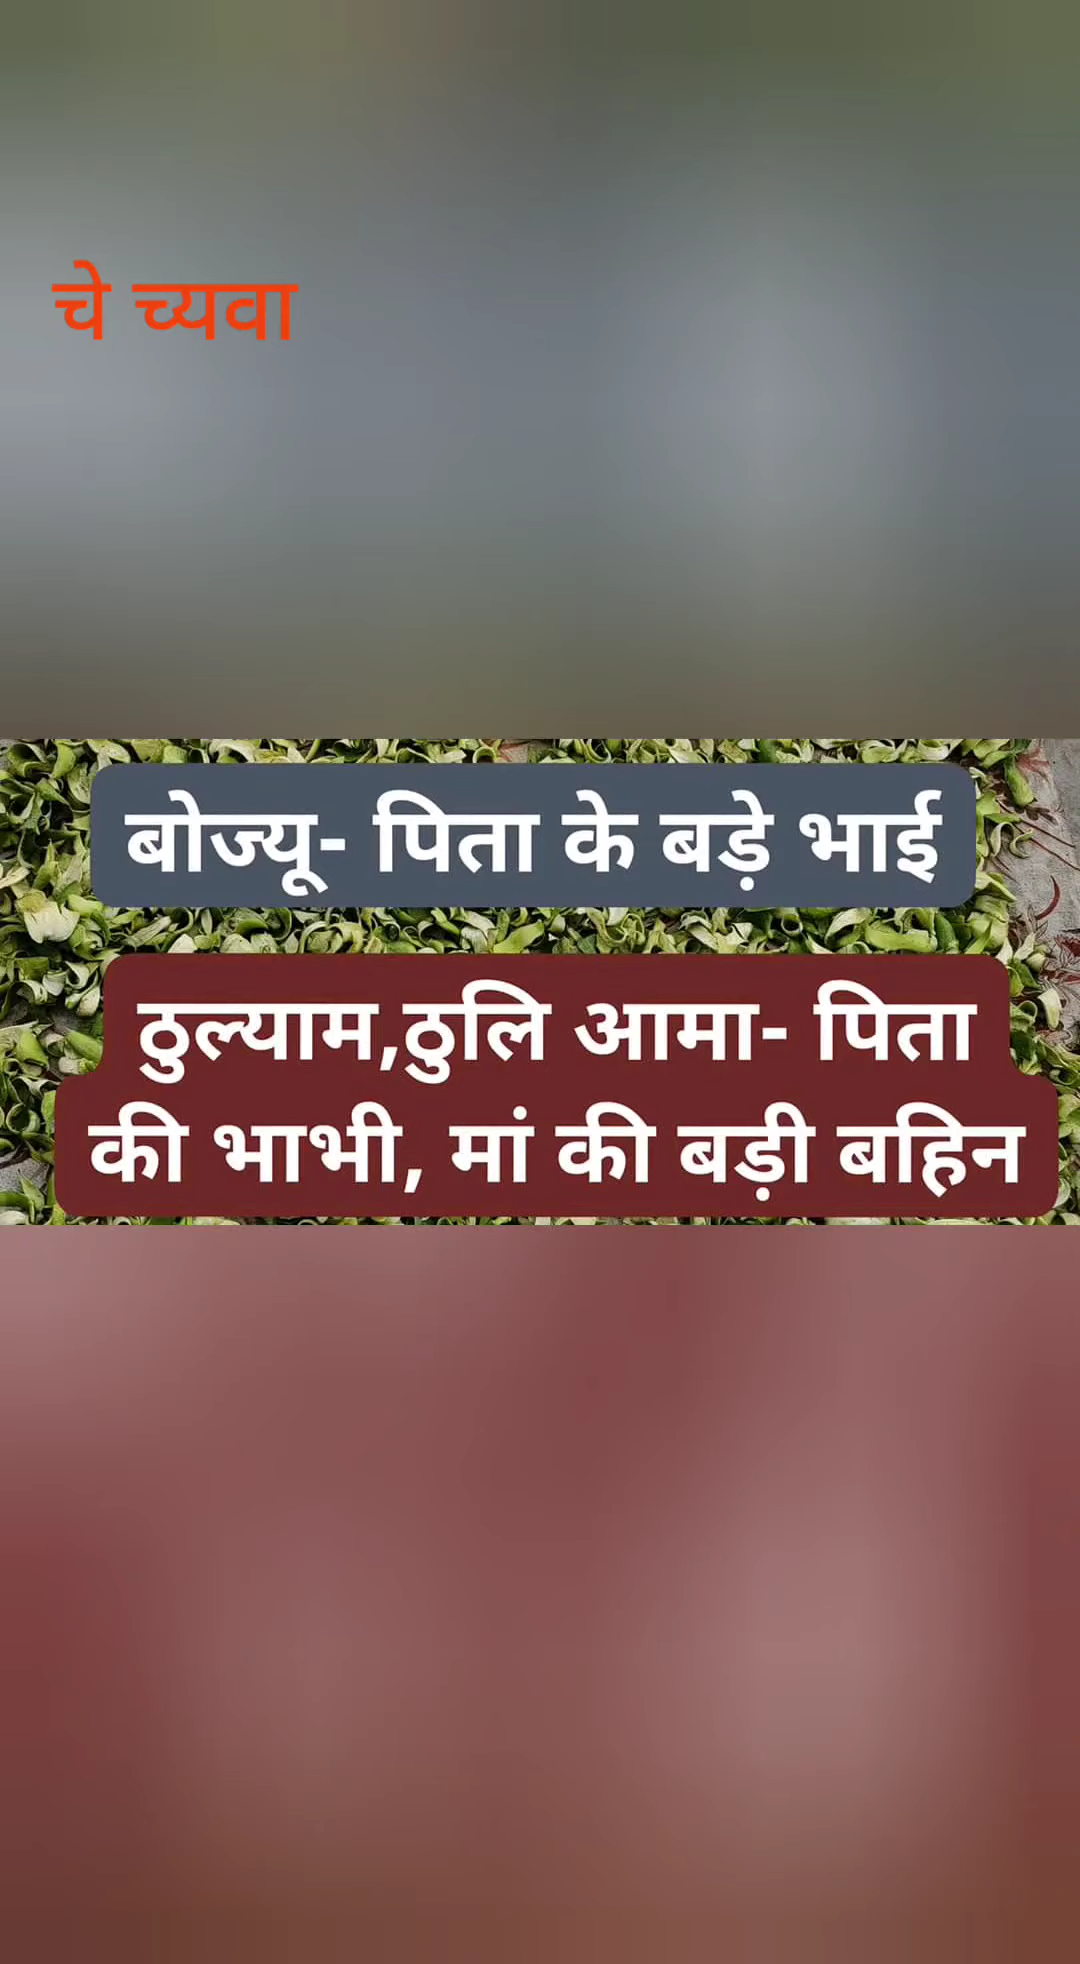 चे च्यवा
बोज्यू- पिता के बड़े भाई
ठुल्याम,ठुलि आमा- पिता
की भाभी, मां की बड़ी बहिन